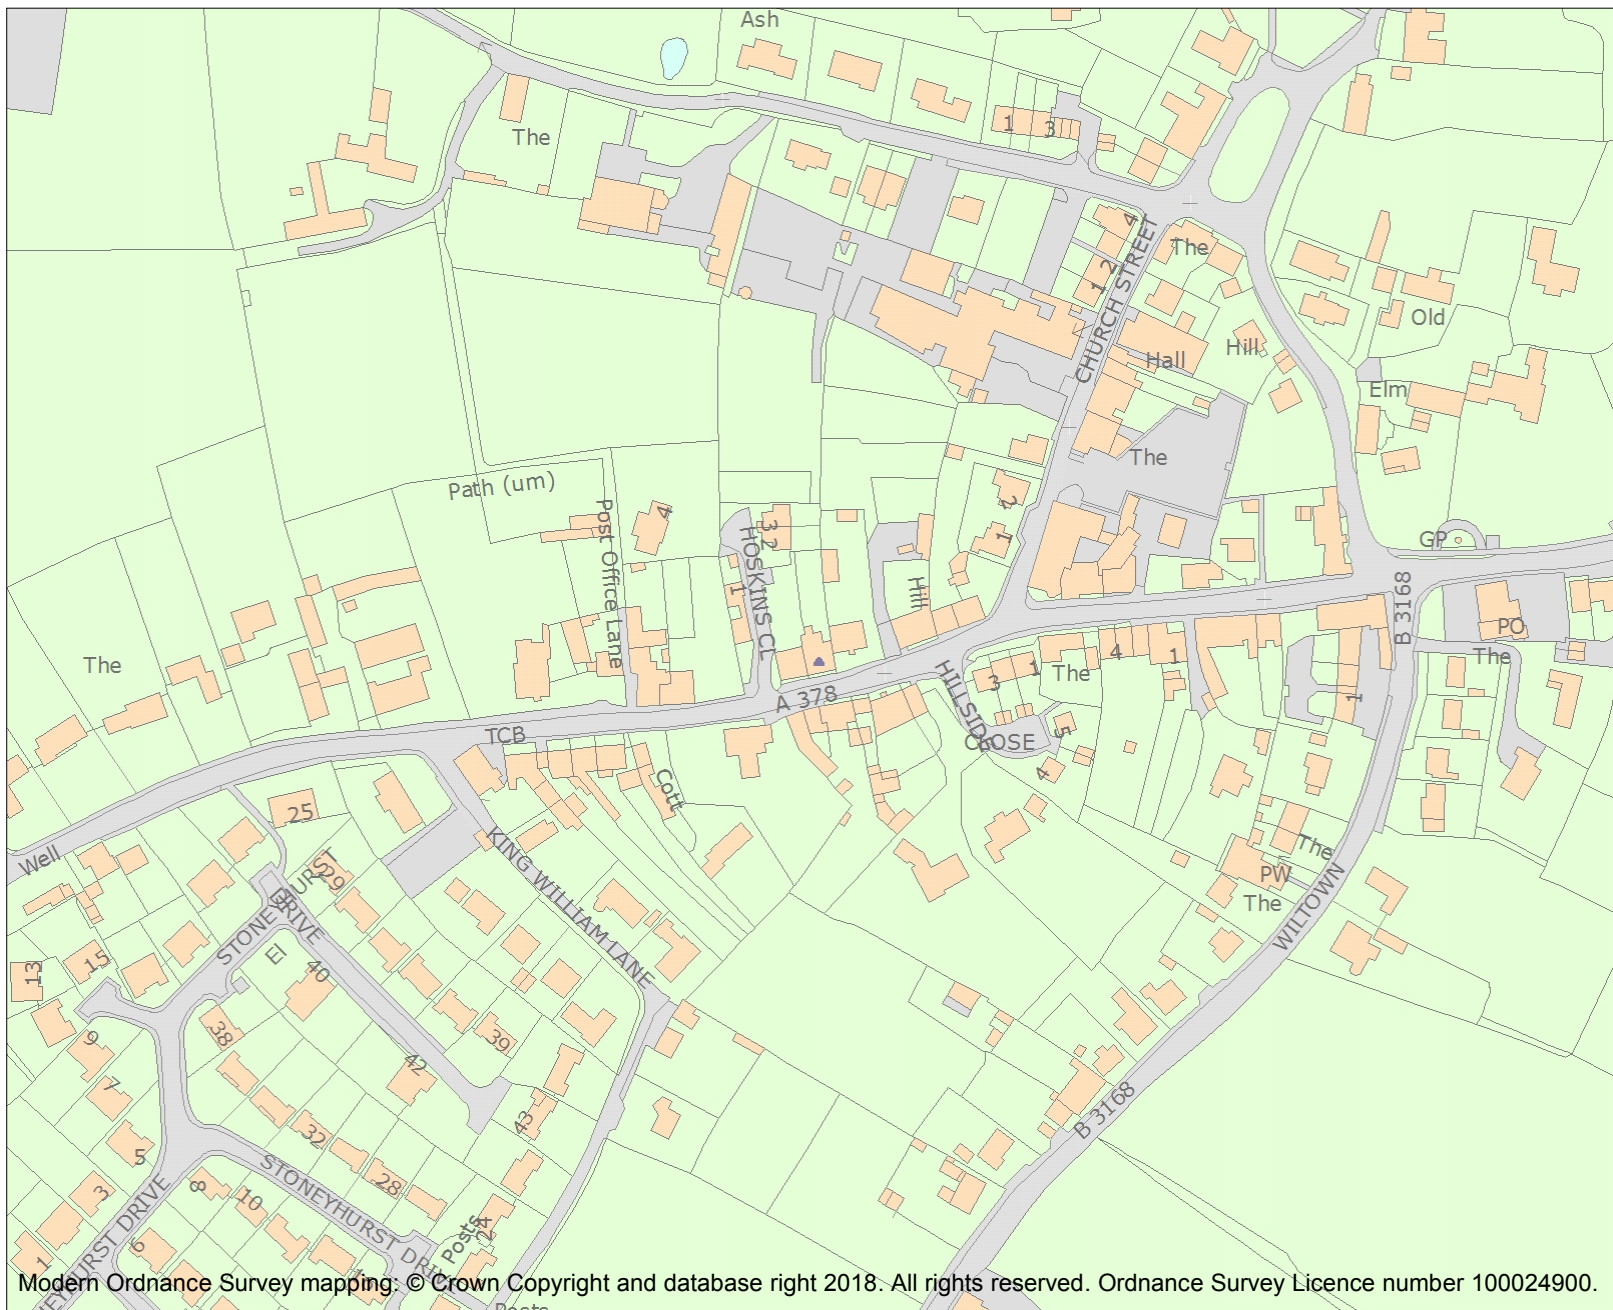 Ash
The
1
3
4
CHURCH STREET
The
2
1
Old
Hall
Hill
Elm
The
Path (um)
Post Office Lane
4
3
2
HOSKINS CL
1
2
1
Hill
GP
B 3168
PO
The
The
A 378
HILLSIDE
CLOSE
3
1
The
4
1
1
5
4
TCB
Cott
25
Well
KING WILLIAM LANE
29
STONEYHURST
DRIVE
El
40
15
13
38
9
7
42
39
43
32
28
5
3
8
10
6
1
STONEYHURST DRIVE
24
Posts
The
PW
The
WILTOWN
B 3168
Posts
Modern Ordnance Survey mapping: © Crown Copyright and database right 2018. All rights reserved. Ordnance Survey Licence number 100024900.